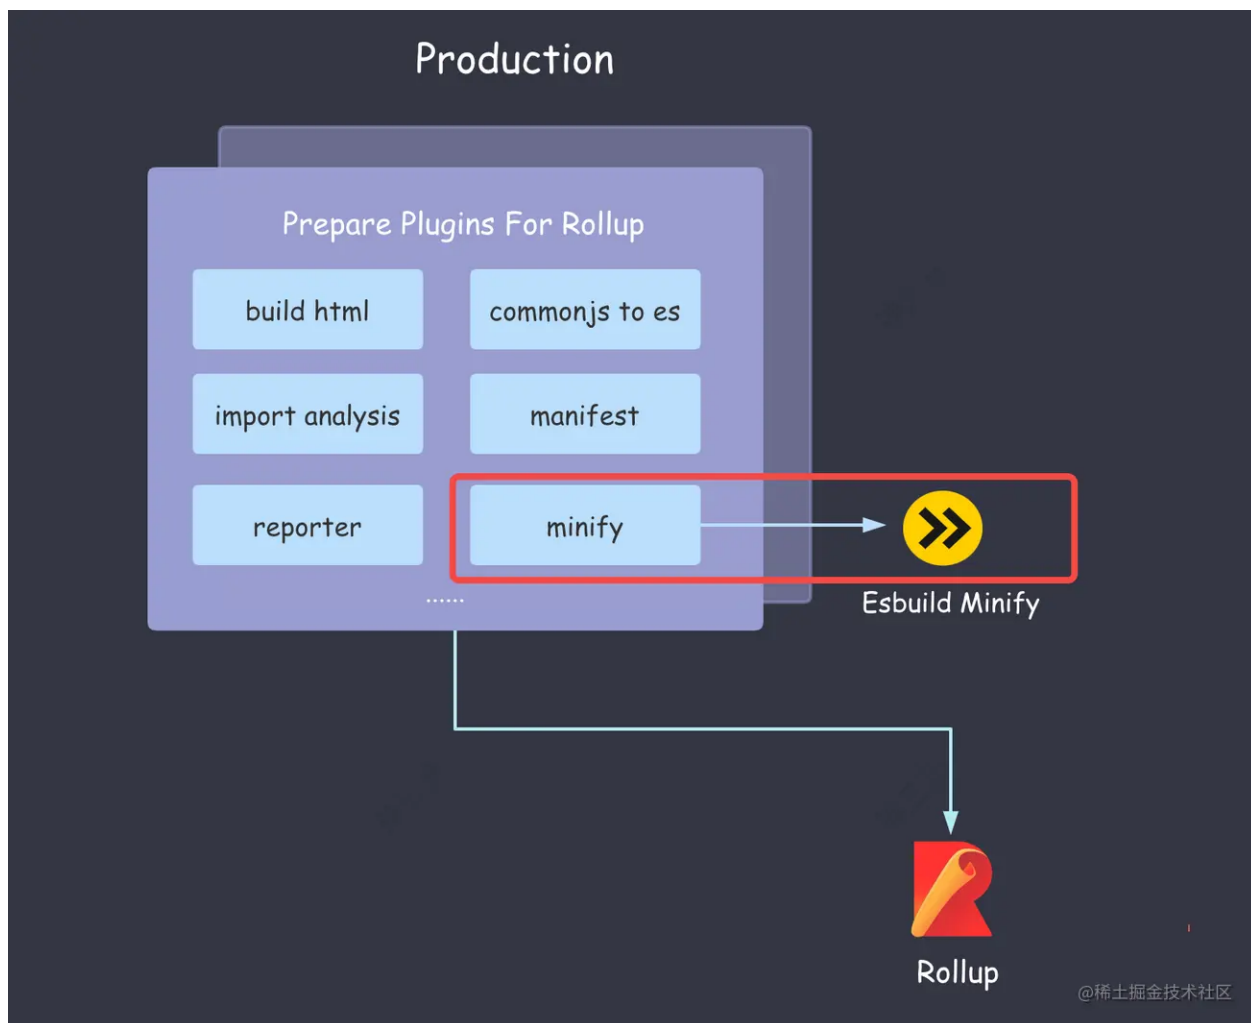 Production
Prepare Plugins For Rollup
build html
commonjs to es
import analysis
manifest
reporter
minify
......
Esbuild Minify
Rollup
@稀土掘金技术社区